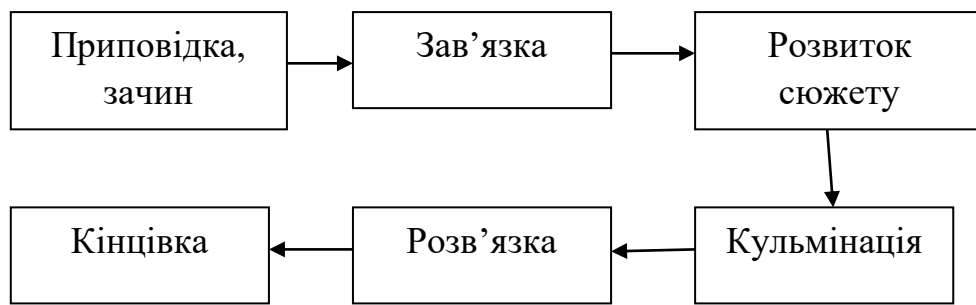 Приповідка,
зачин
Зав’язка
Розвиток
сюжету
Кульмінація
Розв’язка
Кінцівка